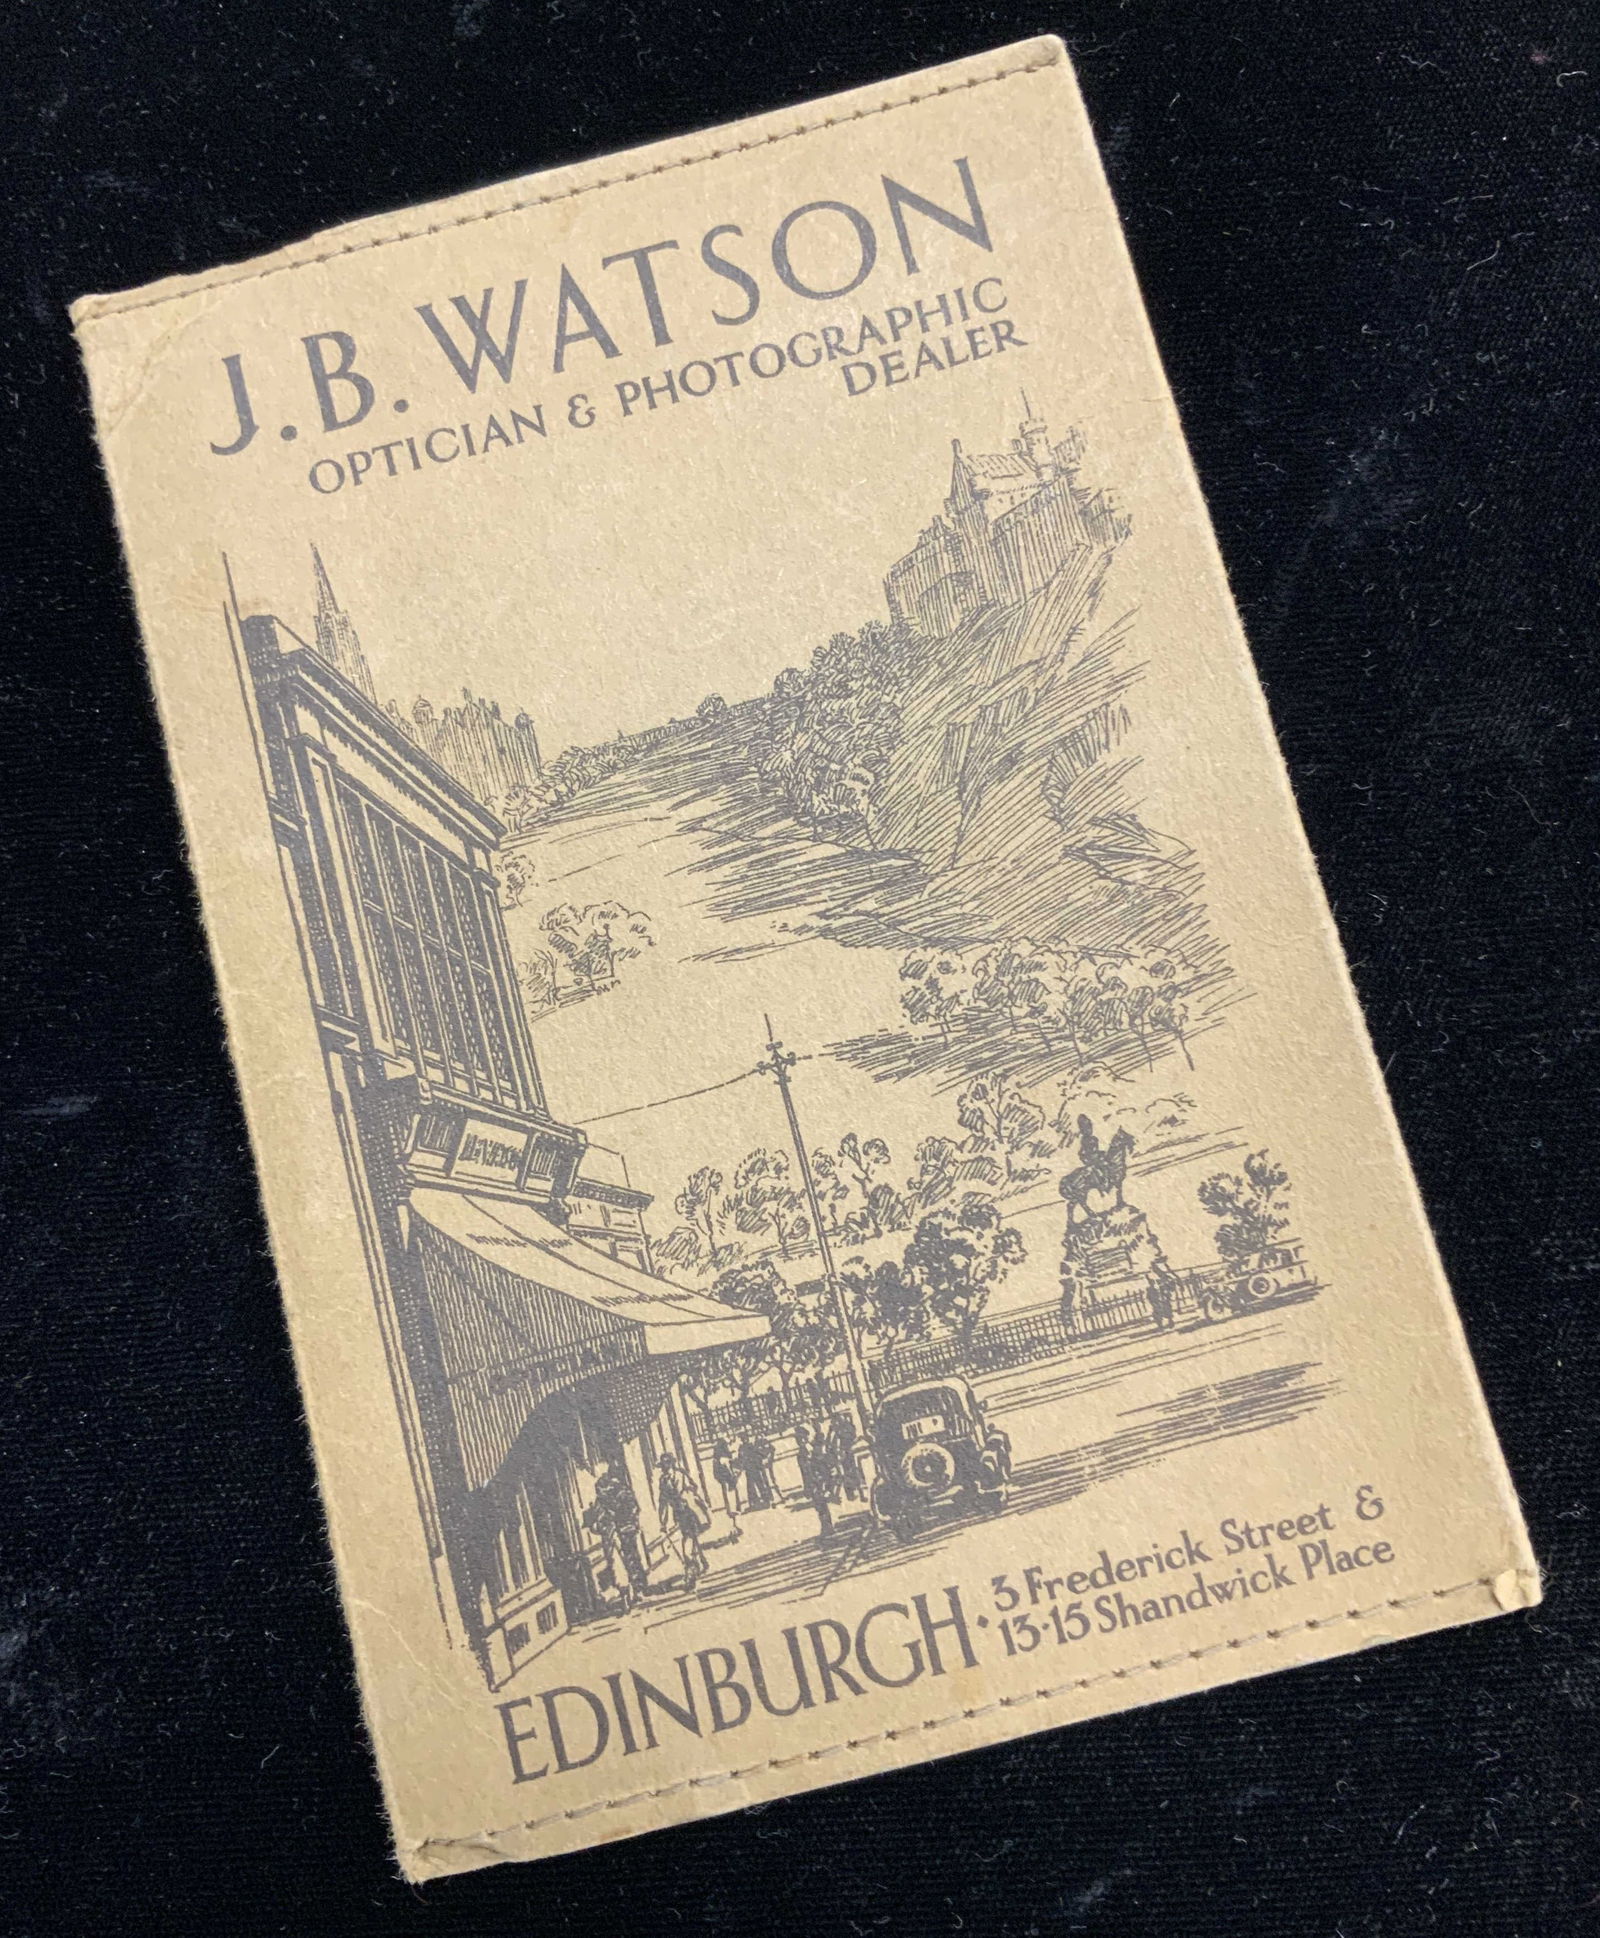 J.B. WATSON
OPTICIAN & PHOTOGRAPHIC
DEALER
EDINBURGH · 3 Frederick Street &
13-15 Shandwick Place